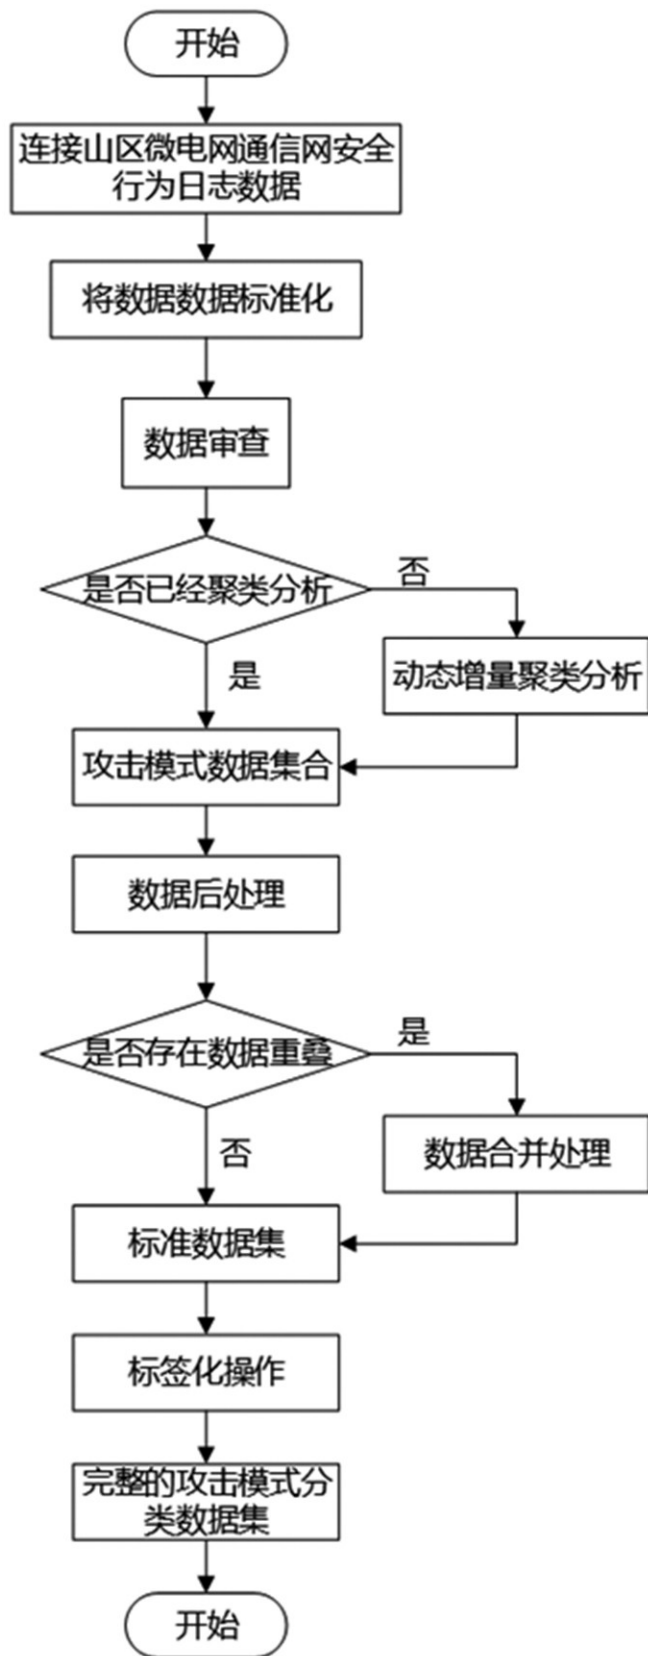 开始
连接山区微电网通信网安全
行为日志数据
将数据数据标准化
数据审查
是否已经聚类分析
否
是
动态增量聚类分析
攻击模式数据集合
数据后处理
是否存在数据重叠
是
否
数据合并处理
标准数据集
标签化操作
完整的攻击模式分
类数据集
开始